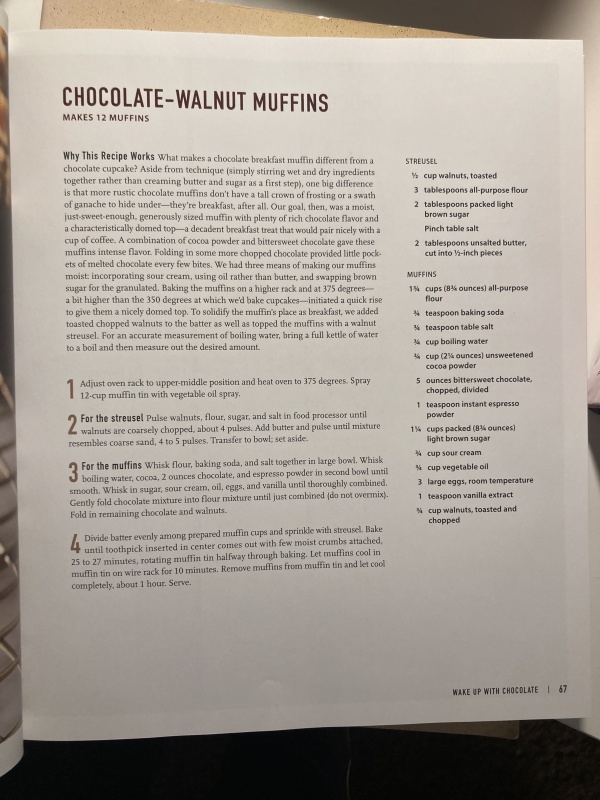 CHOCOLATE–WALNUT MUFFINS
MAKES 12 MUFFINS
Why This Recipe Works What makes a chocolate breakfast muffin different from a
chocolate cupcake? Aside from technique (simply stirring wet and dry ingredients
together rather than creaming butter and sugar as a first step), one big difference
is that more rustic chocolate muffins don't have a tall crown of frosting or a swath
of ganache to hide under—they're breakfast, after all. Our goal, then, was a moist,
just-sweet-enough, generously sized muffin with plenty of rich chocolate flavor and
a characteristically domed top—a decadent breakfast treat that would pair nicely with a
cup of coffee. A combination of cocoa powder and bittersweet chocolate gave these
muffins intense flavor. Folding in some more chopped chocolate provided little pock-
ets of melted chocolate every few bites. We had three means of making our muffins
moist: incorporating sour cream, using oil rather than butter, and swapping brown
sugar for the granulated. Baking the muffins on a higher rack and at 375 degrees—
a bit higher than the 350 degrees at which we'd bake cupcakes—initiated a quick rise
to give them a nicely domed top. To solidify the muffin's place as breakfast, we added
toasted chopped walnuts to the batter as well as topped the muffins with a walnut
streusel. For an accurate measurement of boiling water, bring a full kettle of water
to a boil and then measure out the desired amount.
1 Adjust oven rack to upper-middle position and heat oven to 375 degrees. Spray
12-cup muffin tin with vegetable oil spray.
2 For the streusel Pulse walnuts, flour, sugar, and salt in food processor until
walnuts are coarsely chopped, about 4 pulses. Add butter and pulse until mixture
resembles coarse sand, 4 to 5 pulses. Transfer to bowl; set aside.
3 For the muffins Whisk flour, baking soda, and salt together in large bowl. Whisk
boiling water, cocoa, 2 ounces chocolate, and espresso powder in second bowl until
smooth. Whisk in sugar, sour cream, oil, eggs, and vanilla until thoroughly combined.
Gently fold chocolate mixture into flour mixture until just combined (do not overmix).
Fold in remaining chocolate and walnuts.
4 Divide batter evenly among prepared muffin cups and sprinkle with streusel. Bake
until toothpick inserted in center comes out with few moist crumbs attached,
25 to 27 minutes, rotating muffin tin halfway through baking. Let muffins cool in
muffin tin on wire rack for 10 minutes. Remove muffins from muffin tin and let cool
completely, about 1 hour. Serve.
STREUSEL
½ cup walnuts, toasted
3 tablespoons all-purpose flour
2 tablespoons packed light
brown sugar
Pinch table salt
2 tablespoons unsalted butter,
cut into ½-inch pieces
MUFFINS
1¾ cups (8¾ ounces) all-purpose
flour
¾ teaspoon baking soda
¾ teaspoon table salt
¾ cup boiling water
¾ cup (2¼ ounces) unsweetened
cocoa powder
5 ounces bittersweet chocolate,
chopped, divided
1 teaspoon instant espresso
powder
1¼ cups packed (8¾ ounces)
light brown sugar
¾ cup sour cream
¾ cup vegetable oil
3 large eggs, room temperature
1 teaspoon vanilla extract
¾ cup walnuts, toasted and
chopped
WAKE UP WITH CHOCOLATE | 67